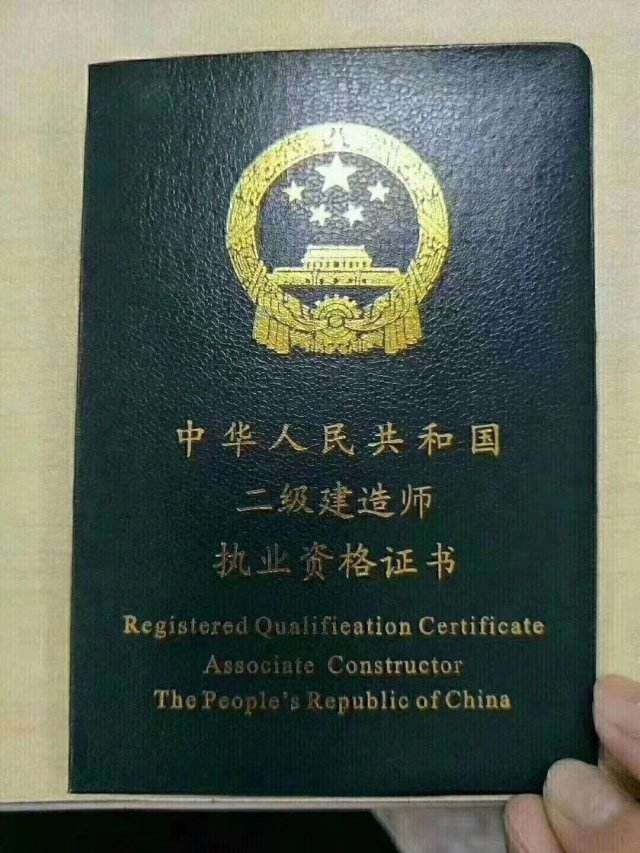 中华人民共和国
二级建造师
执业资格证书
Registered Qualifieation Certificate
Associate Constructor
The People's Republic of China